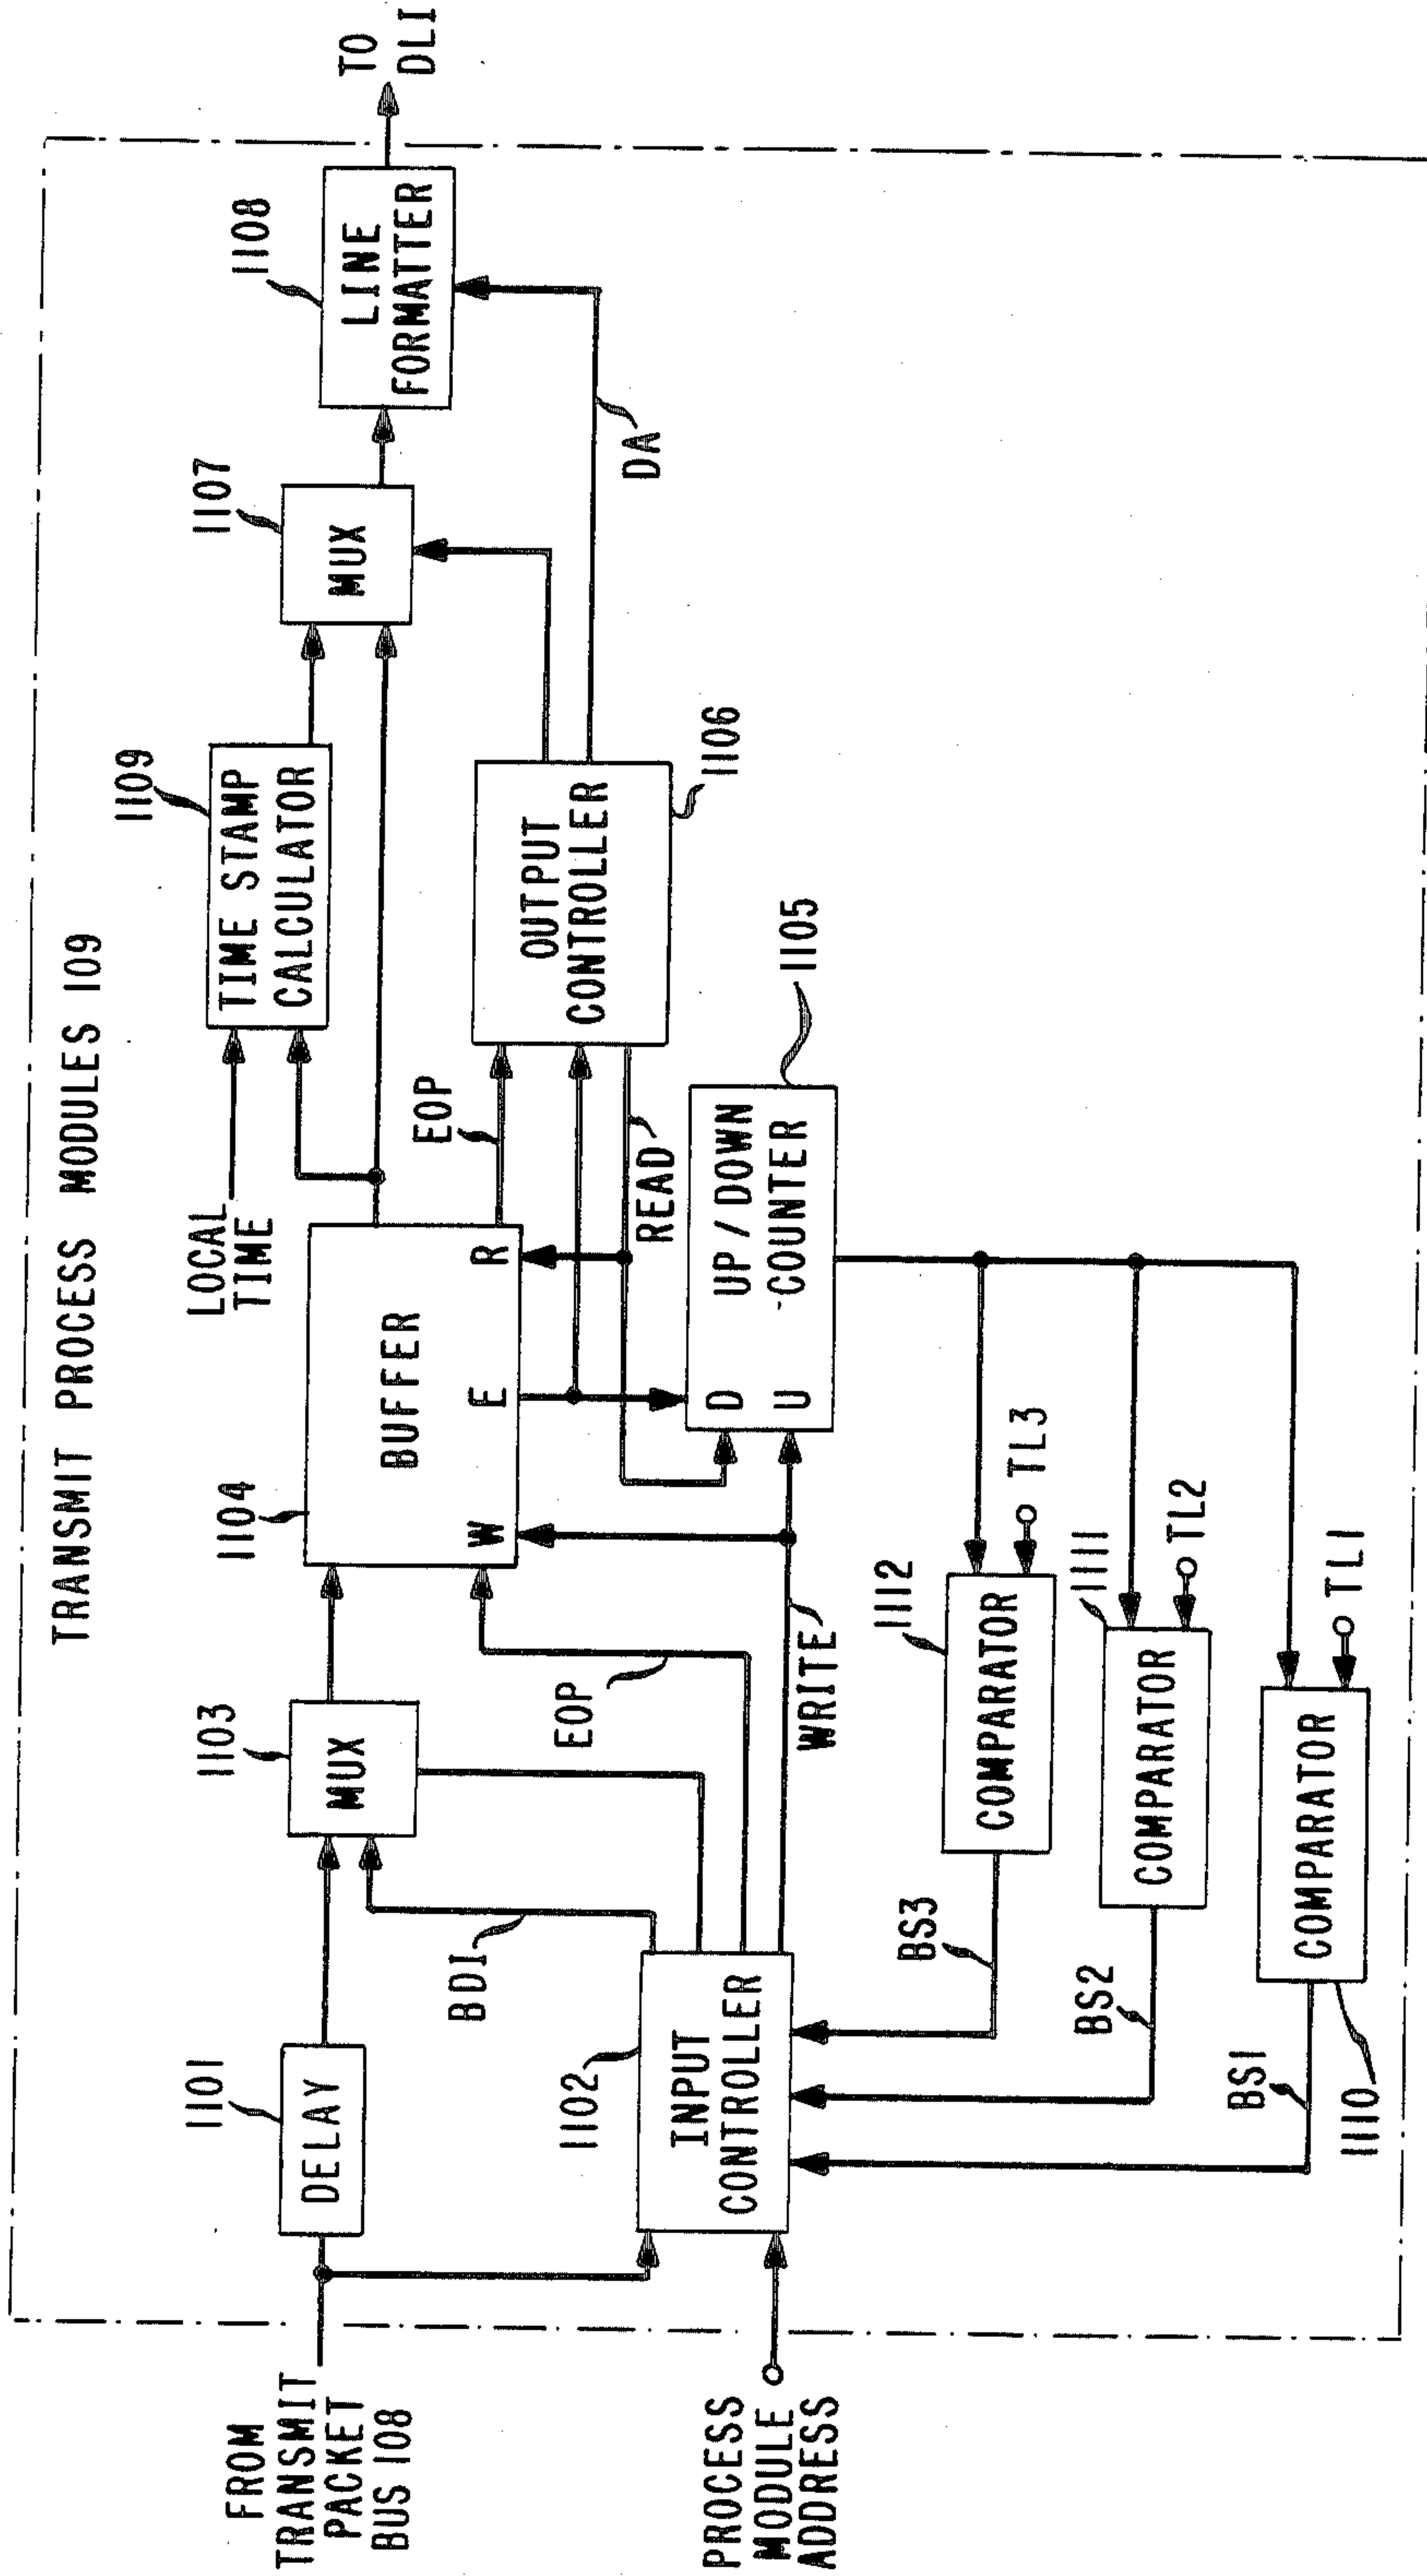 TRANSMIT PROCESS MODULES 109
FROM
TRANSMIT
PACKET
BUS 108
1101
DELAY
1103
MUX
1104
BUFFER
W
E
R
LOCAL
TIME
1109
TIME STAMP
CALCULATOR
1107
MUX
1108
LINE
FORMATTER
TO
DLI
BDI
EOP
EOP
1102
INPUT
CONTROLLER
PROCESS
MODULE
ADDRESS
WRITE
READ
D
U
UP / DOWN
COUNTER
1105
OUTPUT
CONTROLLER
1106
DA
BS3
1112
COMPARATOR
TL3
BS2
1111
COMPARATOR
TL2
BS1
1110
COMPARATOR
TL1